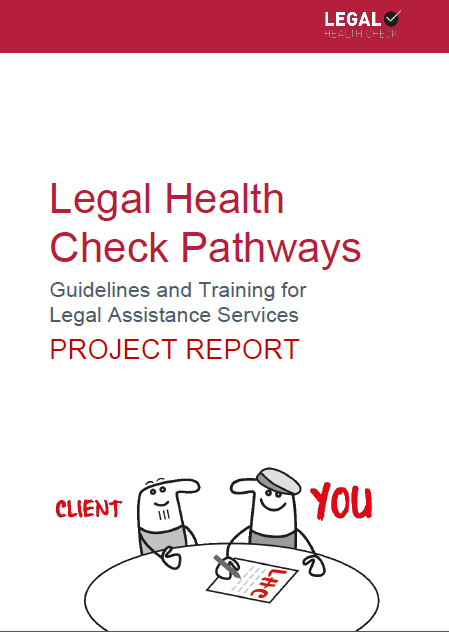 LEGAL
HEALTH CHECK
Legal Health
Check Pathways
Guidelines and Training for
Legal Assistance Services
PROJECT REPORT
CLIENT
YOU
LHC